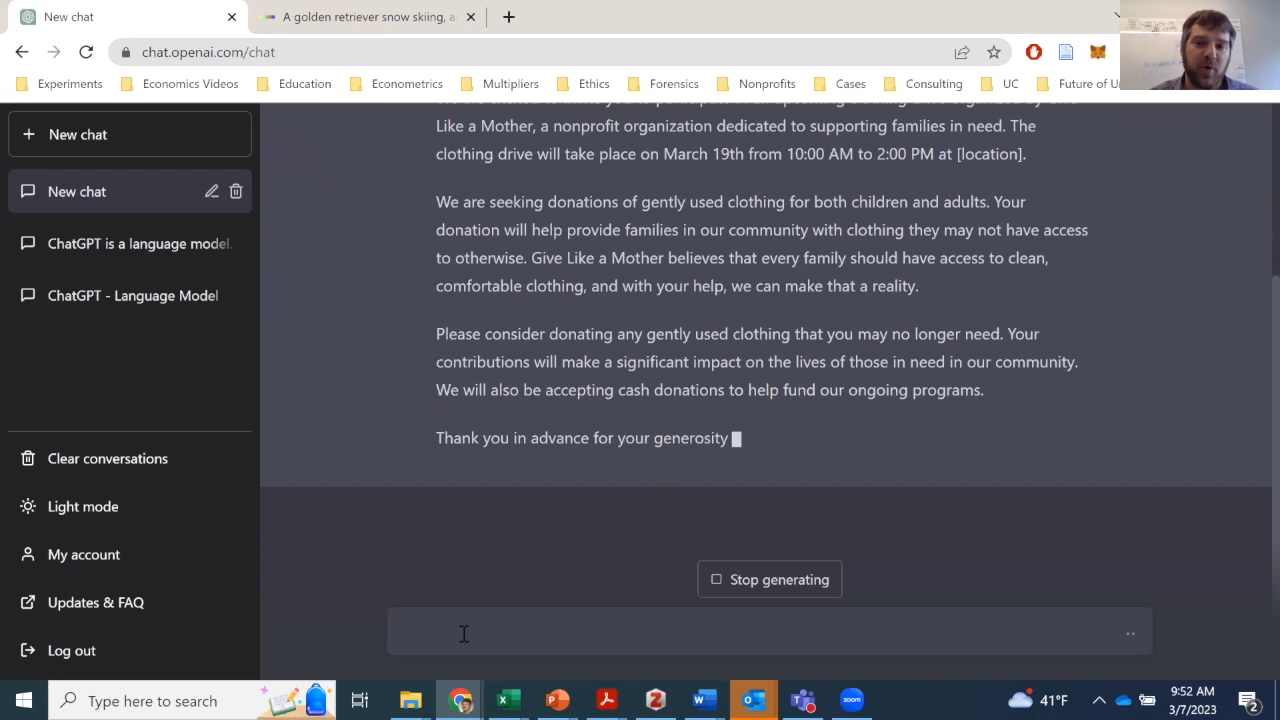 New chat
A golden retriever snow skiing, a
chat.openai.com/chat
Experiments
Economics Videos
Education
Econometrics
Multipliers
Ethics
Forensics
Nonprofits
Cases
Consulting
UC
Future of U
New chat
New chat
ChatGPT is a language model.
ChatGPT - Language Model
Clear conversations
Light mode
My account
Updates & FAQ
Log out
Like a Mother, a nonprofit organization dedicated to supporting families in need. The
clothing drive will take place on March 19th from 10:00 AM to 2:00 PM at [location].
We are seeking donations of gently used clothing for both children and adults. Your
donation will help provide families in our community with clothing they may not have access
to otherwise. Give Like a Mother believes that every family should have access to clean,
comfortable clothing, and with your help, we can make that a reality.
Please consider donating any gently used clothing that you may no longer need. Your
contributions will make a significant impact on the lives of those in need in our community.
We will also be accepting cash donations to help fund our ongoing programs.
Thank you in advance for your generosity
Stop generating
Type here to search
zoom
41°F
9:52 AM
3/7/2023
2